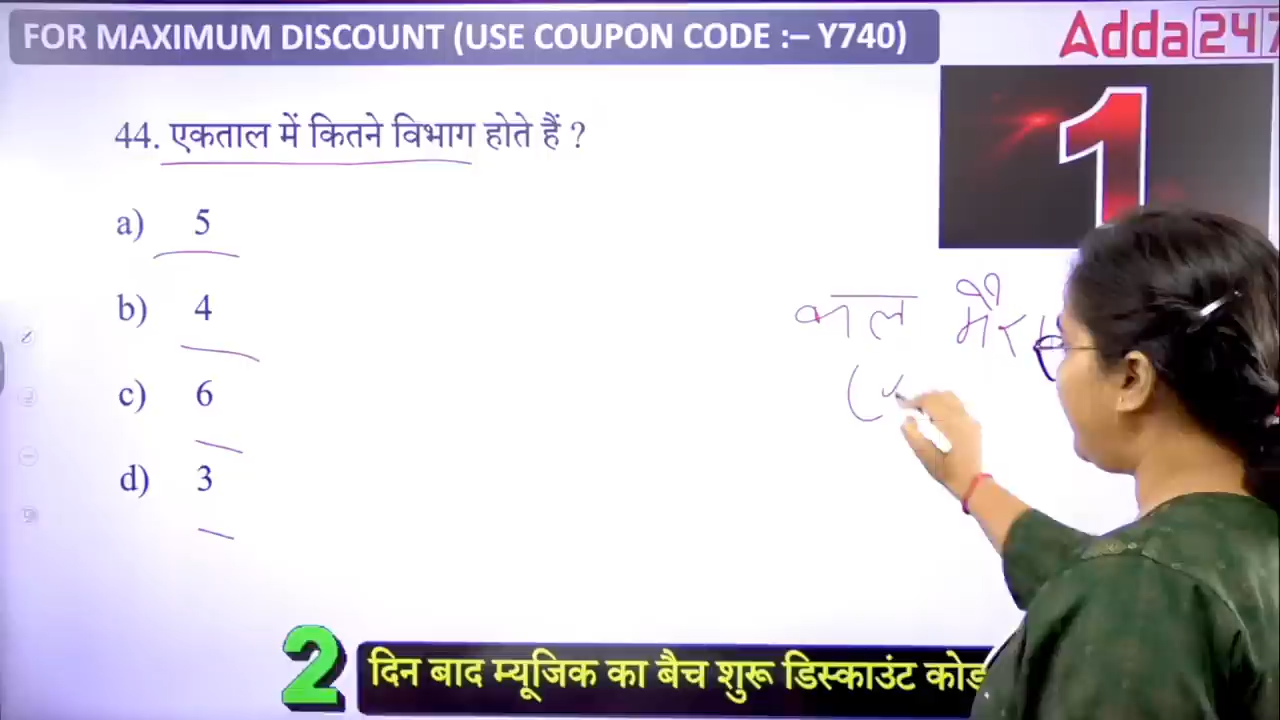 FOR MAXIMUM DISCOUNT (USE COUPON CODE :– Y740)
Adda247
44. एकताल में कितने विभाग होते हैं ?
1
a) 5
b) 4
c) 6
d) 3
2 दिन बाद म्यूजिक का बैच शुरू डिस्काउंट कोड